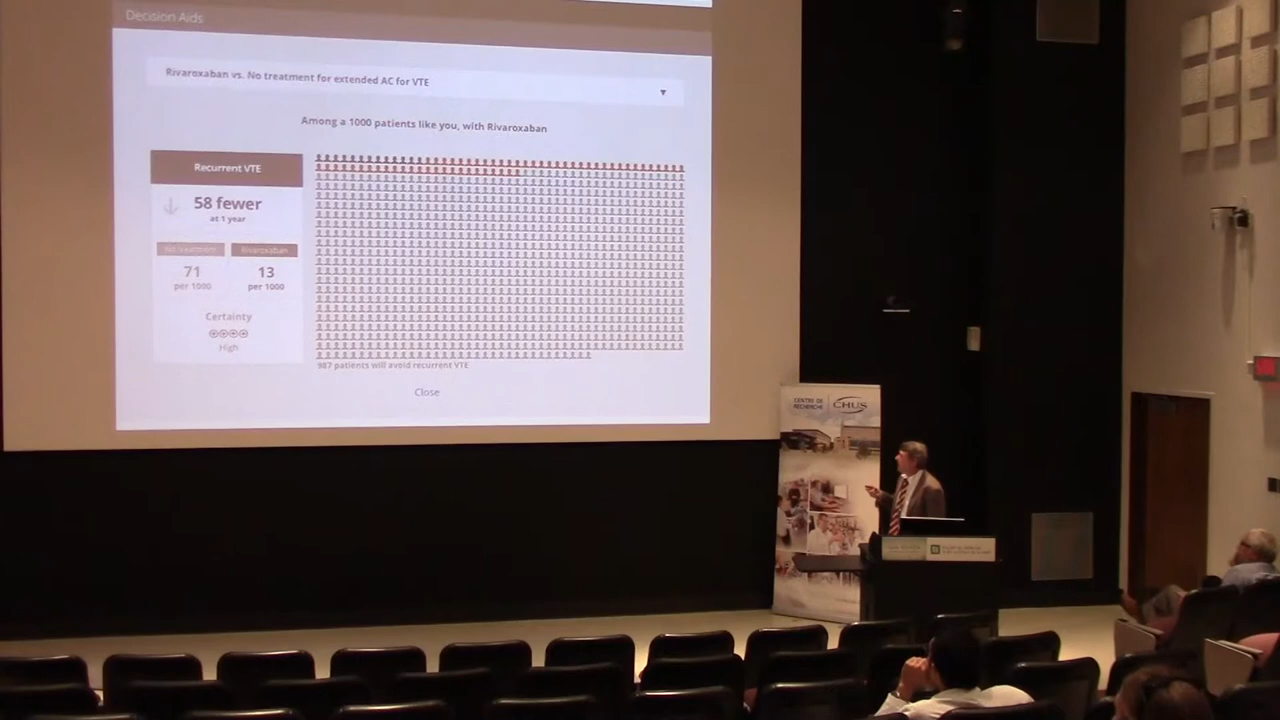 Decision Aids
Rivaroxaban vs. No treatment for extended AC for VTE
Among a 1000 patients like you, with Rivaroxaban
Recurrent VTE
58 fewer
at 1 year
No treatment
Rivaroxaban
71
13
per 1000
per 1000
Certainty
High
987 patients will avoid recurrent VTE
Close
CENTRE DE
RECHERCHE
CHUS